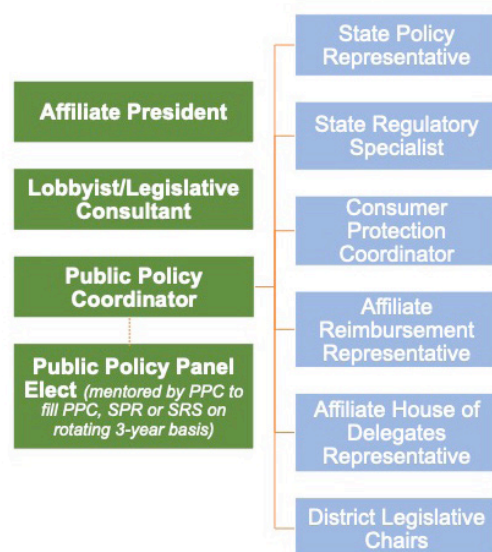 Affiliate President
Lobbyist/Legislative
Consultant
Public Policy
Coordinator
Public Policy Panel
Elect (mentored by PPC to
fill PPC, SPR or SRS on
rotating 3-year basis)
State Policy
Representative
State Regulatory
Specialist
Consumer
Protection
Coordinator
Affiliate
Reimbursement
Representative
Affiliate House of
Delegates
Representative
District Legislative
Chairs